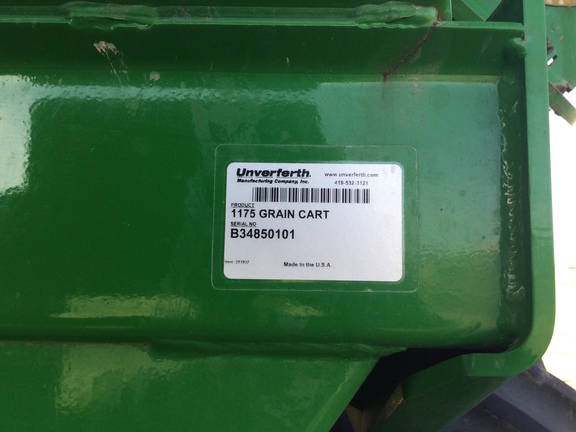 Unverferth www.unverferth.com
Manufacturing Company, Inc. 419-532-3121
PRODUCT
1175 GRAIN CART
SERIAL NO
B34850101
Made in the U.S.A.